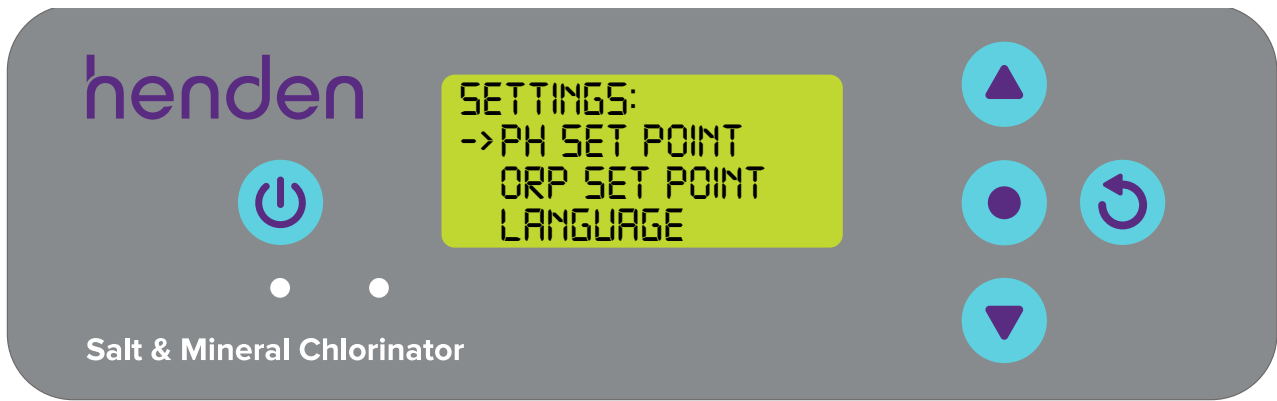 henden
SETTINGS:
->PH SET POINT
ORP SET POINT
LANGUAGE
Salt & Mineral Chlorinator